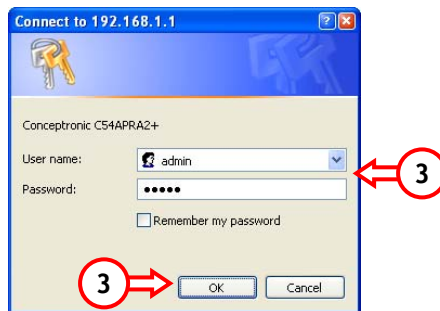 Connect to 192.168.1.1
Conceptronic C54APRA2+
User name: admin
3
Password: •••••
Remember my password
3
OK Cancel